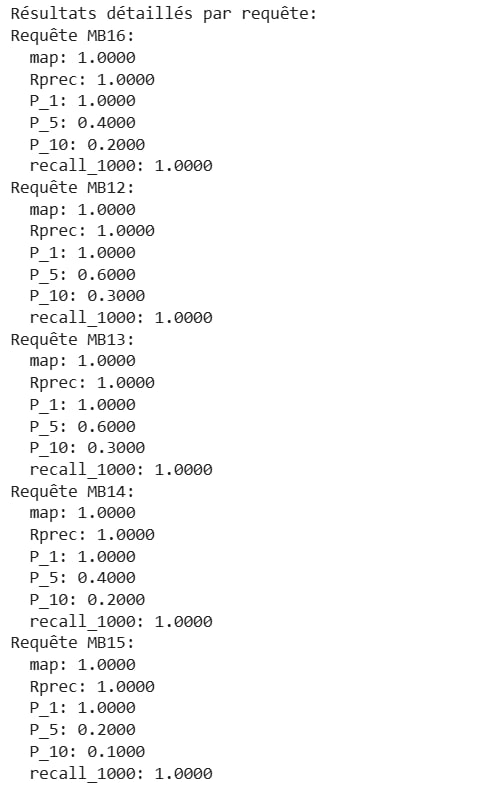 Résultats détaillés par requête:
Requête MB16:
  map: 1.0000
  Rprec: 1.0000
  P_1: 1.0000
  P_5: 0.4000
  P_10: 0.2000
  recall_1000: 1.0000
Requête MB12:
  map: 1.0000
  Rprec: 1.0000
  P_1: 1.0000
  P_5: 0.6000
  P_10: 0.3000
  recall_1000: 1.0000
Requête MB13:
  map: 1.0000
  Rprec: 1.0000
  P_1: 1.0000
  P_5: 0.6000
  P_10: 0.3000
  recall_1000: 1.0000
Requête MB14:
  map: 1.0000
  Rprec: 1.0000
  P_1: 1.0000
  P_5: 0.4000
  P_10: 0.2000
  recall_1000: 1.0000
Requête MB15:
  map: 1.0000
  Rprec: 1.0000
  P_1: 1.0000
  P_5: 0.2000
  P_10: 0.1000
  recall_1000: 1.0000